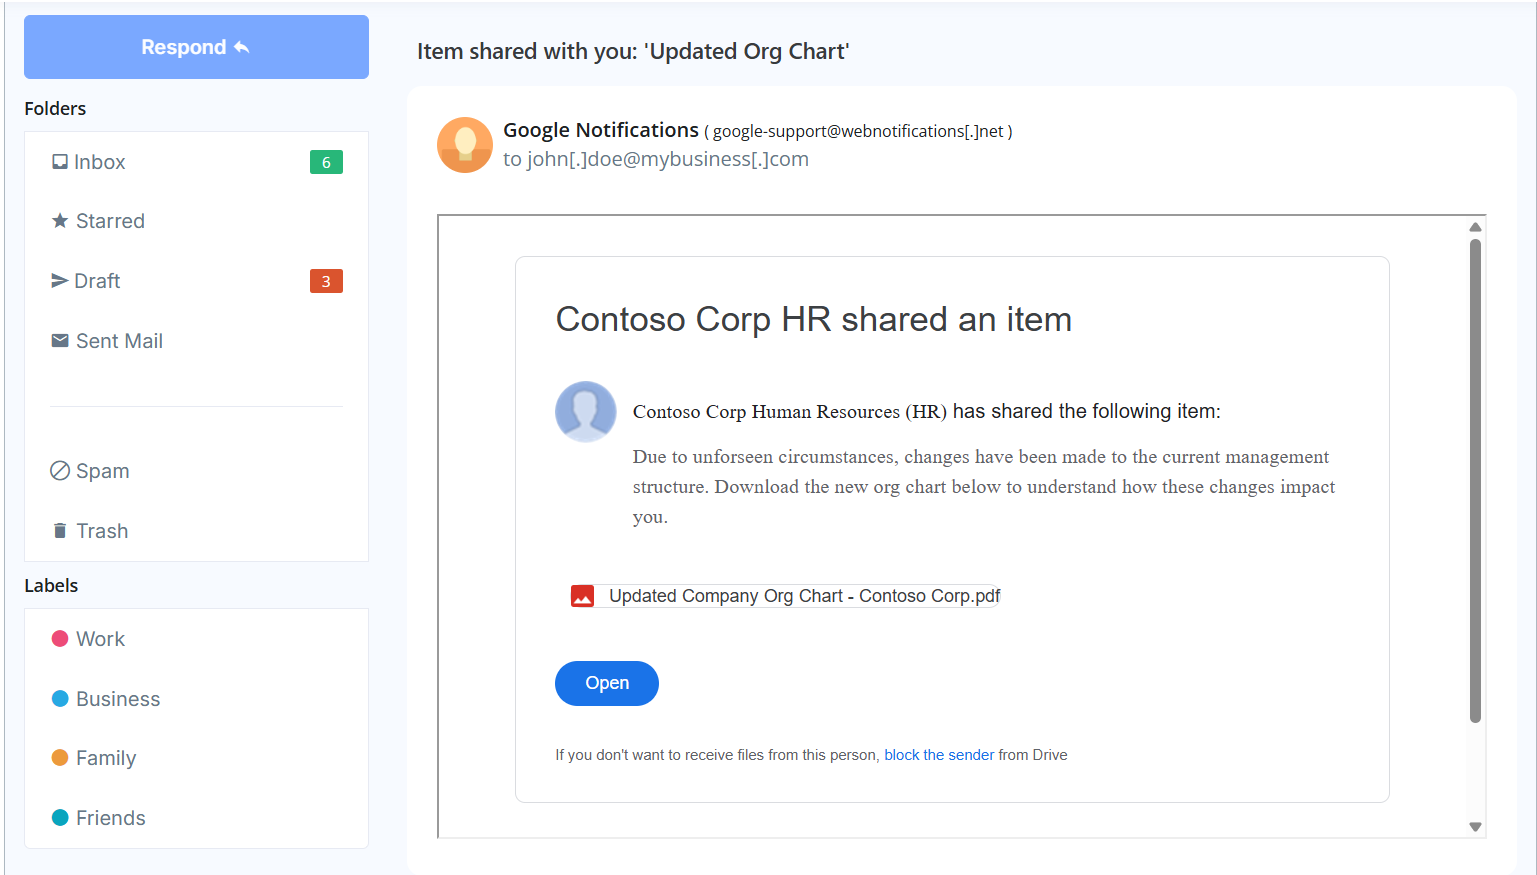 Respond
Folders
Inbox 6
Starred
Draft 3
Sent Mail
Spam
Trash
Labels
Work
Business
Family
Friends
Item shared with you: 'Updated Org Chart'
Google Notifications ( google-support@webnotifications[.]net )
to john[.]doe@mybusiness[.]com
Contoso Corp HR shared an item
Contoso Corp Human Resources (HR) has shared the following item:
Due to unforseen circumstances, changes have been made to the current management
structure. Download the new org chart below to understand how these changes impact
you.
Updated Company Org Chart - Contoso Corp.pdf
Open
If you don't want to receive files from this person, block the sender from Drive